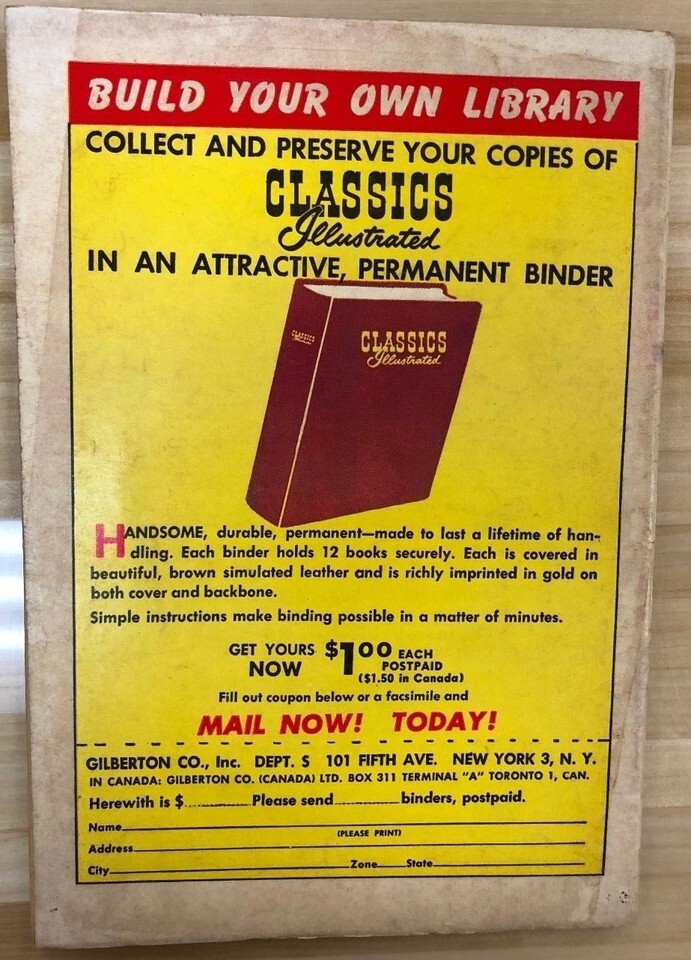 BUILD YOUR OWN LIBRARY
COLLECT AND PRESERVE YOUR COPIES OF
CLASSICS
Illustrated
IN AN ATTRACTIVE, PERMANENT BINDER
CLASSICS
Illustrated
CLASSICS
Illustrated
HANDSOME, durable, permanent—made to last a lifetime of han-
dling. Each binder holds 12 books securely. Each is covered in
beautiful, brown simulated leather and is richly imprinted in gold on
both cover and backbone.
Simple instructions make binding possible in a matter of minutes.
GET YOURS NOW $1.00 EACH POSTPAID
($1.50 in Canada)
Fill out coupon below or a facsimile and
MAIL NOW! TODAY!
GILBERTON CO., Inc. DEPT. S 101 FIFTH AVE. NEW YORK 3, N. Y.
IN CANADA: GILBERTON CO. (CANADA) LTD. BOX 311 TERMINAL "A" TORONTO 1, CAN.
Herewith is $ Please send binders, postpaid.
Name
(PLEASE PRINT)
Address
City Zone State